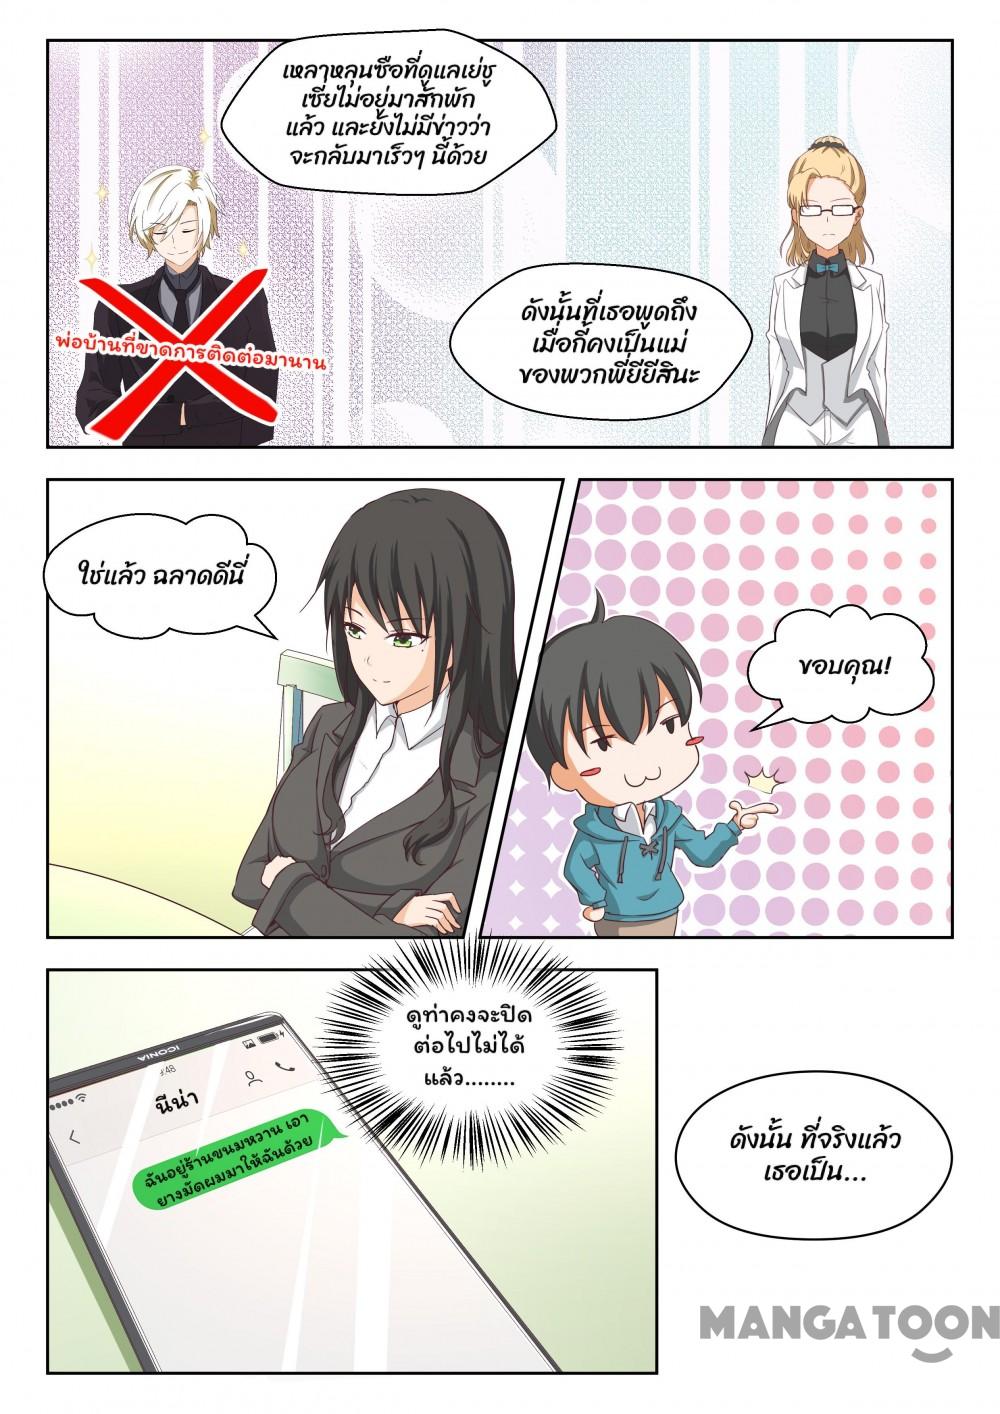 เหลาหลุนซือที่ดูแลเย่ชู
เซี่ยไม่อยู่มาสักพัก
แล้ว และยังไม่มีข่าวว่า
จะกลับมาเร็วๆ นี้ด้วย
พ่อบ้านที่ขาดการติดต่อมานาน
ดังนั้นที่เธอพูดถึง
เมื่อกี้คงเป็นแม่
ของพวกพี่ยียีสินะ
ใช่แล้ว ฉลาดดีนี่
ขอบคุณ!
ดูท่าคงจะปิด
ต่อไปไม่ได้
แล้ว........
ICONIA
9:48
นีน่า
ฉันอยู่ร้านขนมหวาน เอา
ยางมัดผมมาให้ฉันด้วย
ดังนั้น ที่จริงแล้ว
เธอเป็น...
MANGATOON